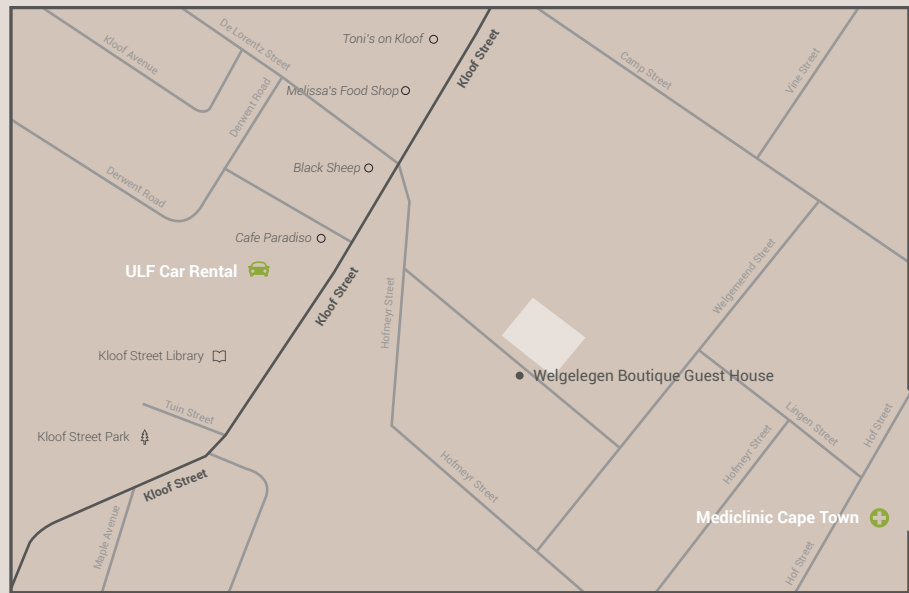 De Lorentz Street
Toni's on Kloof
Kloof Street
Kloof Avenue
Camp Street
Vine Street
Melissa's Food Shop
Derwent Road
Black Sheep
Derwent Road
Cafe Paradiso
ULF Car Rental
Kloof Street
Welgemeend Street
Hofmeyr Street
Kloof Street Library
Welgelegen Boutique Guest House
Tuin Street
Lingen Street
Hof Street
Kloof Street Park
Hofmeyr Street
Hofmeyr Street
Kloof Street
Mediclinic Cape Town
Maple Avenue
Hof Street